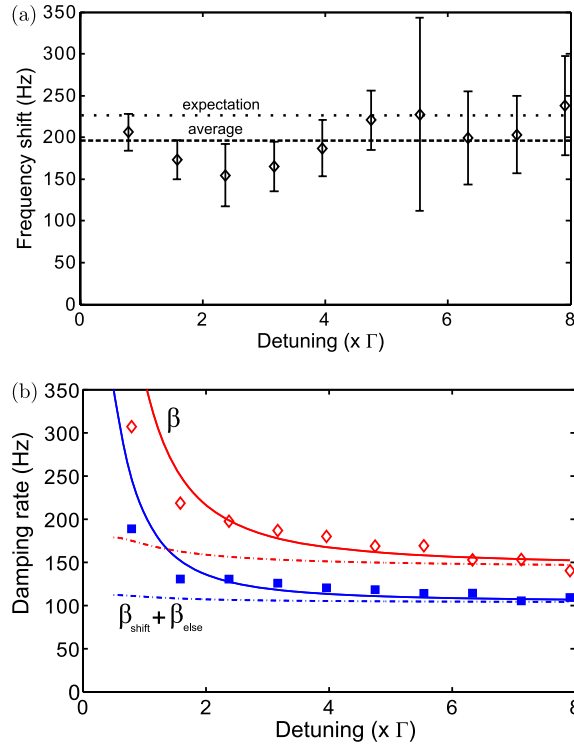 (a)
350
300
250
200
150
100
50
0
Frequency shift (Hz)
expectation
average
0
2
4
6
8
Detuning (x Γ)
(b)
350
300
250
200
150
100
50
0
Damping rate (Hz)
β
βshift+βelse
0
2
4
6
8
Detuning (x Γ)